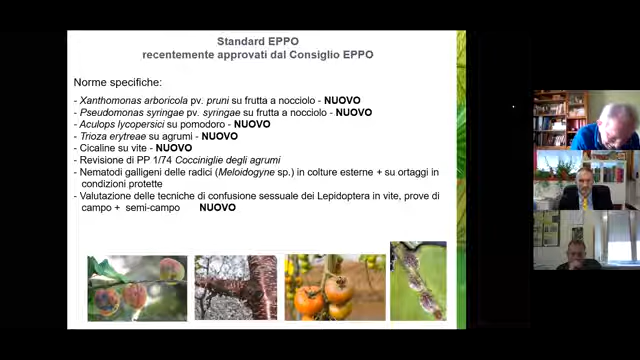 Standard EPPO
recentemente approvati dal Consiglio EPPO
Norme specifiche:
- Xanthomonas arboricola pv. pruni su frutta a nocciolo - NUOVO
- Pseudomonas syringae pv. syringae su frutta a nocciolo - NUOVO
- Aculops lycopersici su pomodoro - NUOVO
- Trioza erytreae su agrumi - NUOVO
- Cicaline su vite - NUOVO
- Revisione di PP 1/74 Cocciniglie degli agrumi
- Nematodi galligeni delle radici (Meloidogyne sp.) in colture esterne + su ortaggi in
condizioni protette
- Valutazione delle tecniche di confusione sessuale dei Lepidoptera in vite, prove di
campo + semi-campo NUOVO